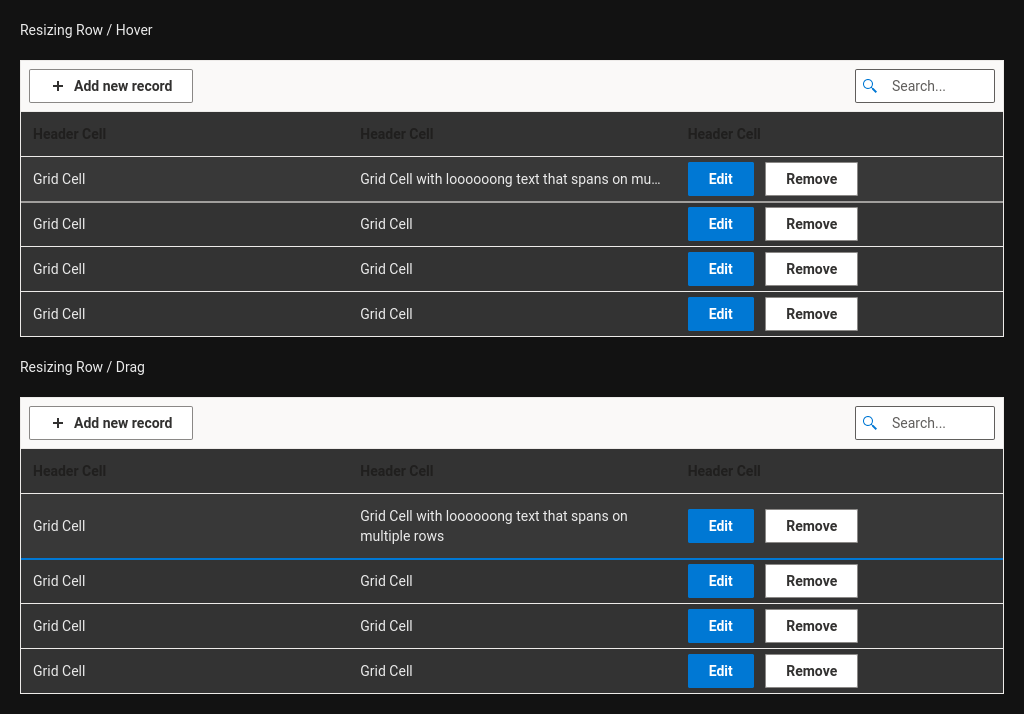 Resizing Row / Hover
Add new record Search...
Header Cell Header Cell Header Cell
Grid Cell Grid Cell with loooooong text that spans on mu... Edit Remove
Grid Cell Grid Cell Edit Remove
Grid Cell Grid Cell Edit Remove
Grid Cell Grid Cell Edit Remove
Resizing Row / Drag
Add new record Search...
Header Cell Header Cell Header Cell
Grid Cell Grid Cell with loooooong text that spans on
multiple rows Edit Remove
Grid Cell Grid Cell Edit Remove
Grid Cell Grid Cell Edit Remove
Grid Cell Grid Cell Edit Remove